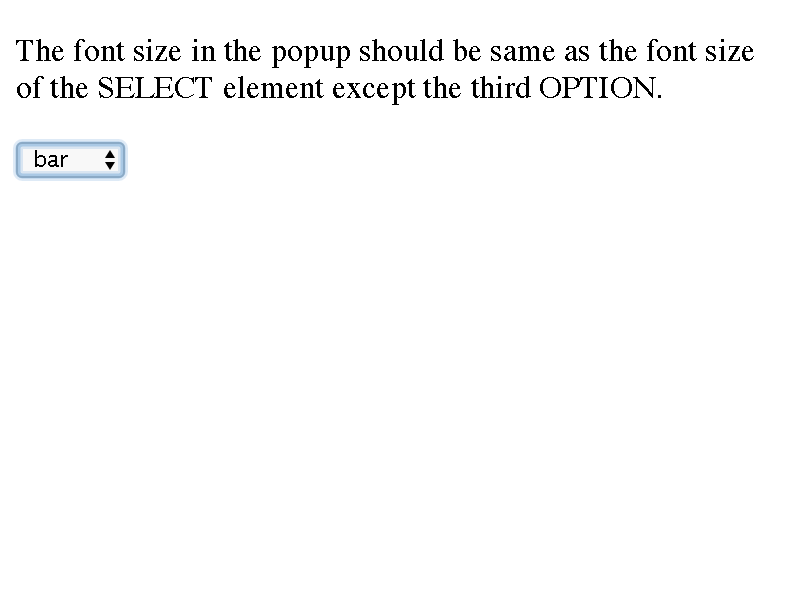 The font size in the popup should be same as the font size
of the SELECT element except the third OPTION.
bar